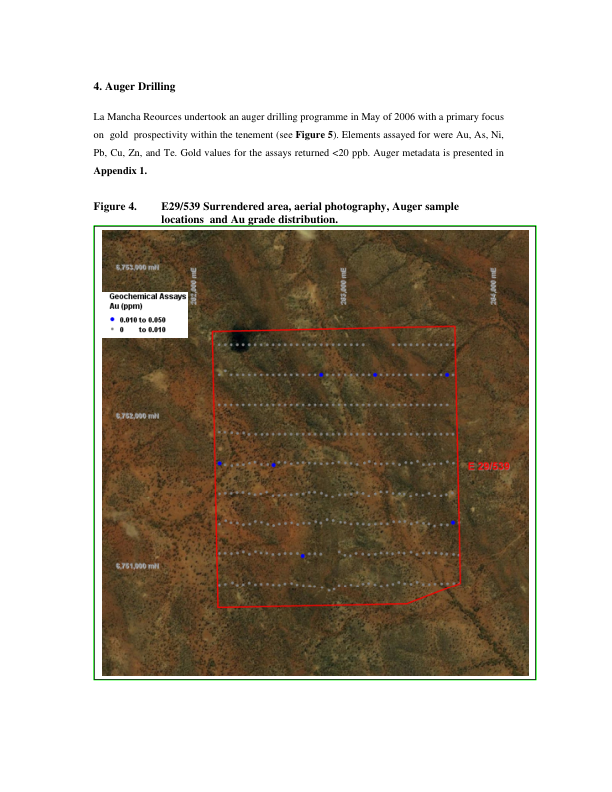 4. Auger Drilling
La Mancha Reources undertook an auger drilling programme in May of 2006 with a primary focus
on gold prospectivity within the tenement (see Figure 5). Elements assayed for were Au, As, Ni,
Pb, Cu, Zn, and Te. Gold values for the assays returned <20 ppb. Auger metadata is presented in
Appendix 1.
Figure 4. E29/539 Surrendered area, aerial photography, Auger sample
locations and Au grade distribution.
6,753,000 mN
282,000 mE
283,000 mE
284,000 mE
Geochemical Assays
Au (ppm)
0.010 to 0.050
0 to 0.010
6,752,000 mN
E 29/539
6,751,000 mN